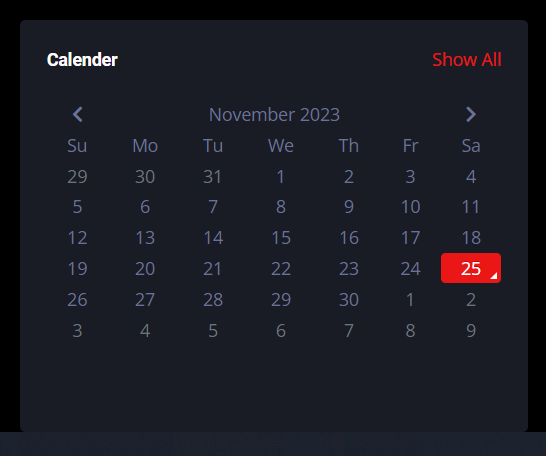 Calender Show All
November 2023
Su Mo Tu We Th Fr Sa
29 30 31 1 2 3 4
5 6 7 8 9 10 11
12 13 14 15 16 17 18
19 20 21 22 23 24 25
26 27 28 29 30 1 2
3 4 5 6 7 8 9